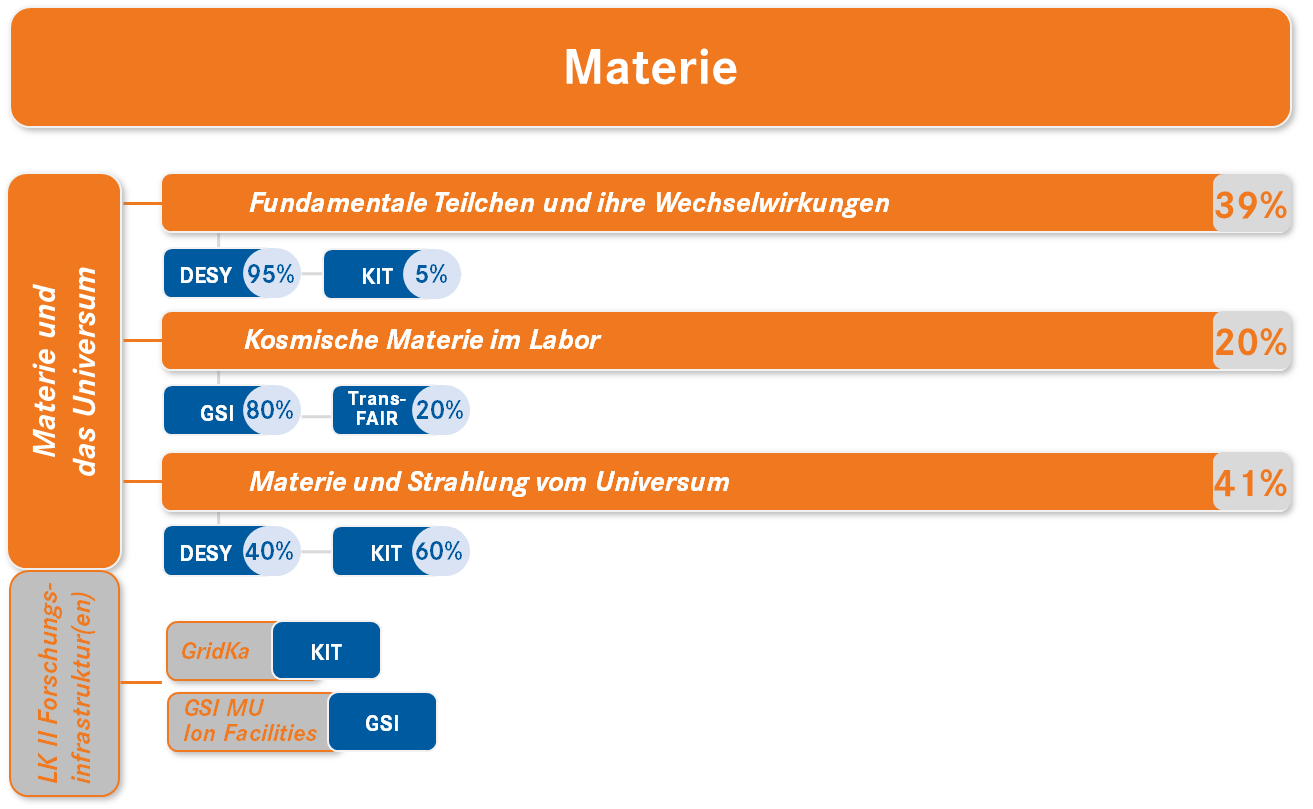 Materie
Materie und
das Universum
Fundamentale Teilchen und ihre Wechselwirkungen 39%
DESY 95% KIT 5%
Kosmische Materie im Labor 20%
GSI 80% Trans-
FAIR 20%
Materie und Strahlung vom Universum 41%
DESY 40% KIT 60%
LK II Forschungs-
infrastruktur(en)
GridKa KIT
GSI MU
Ion Facilities GSI